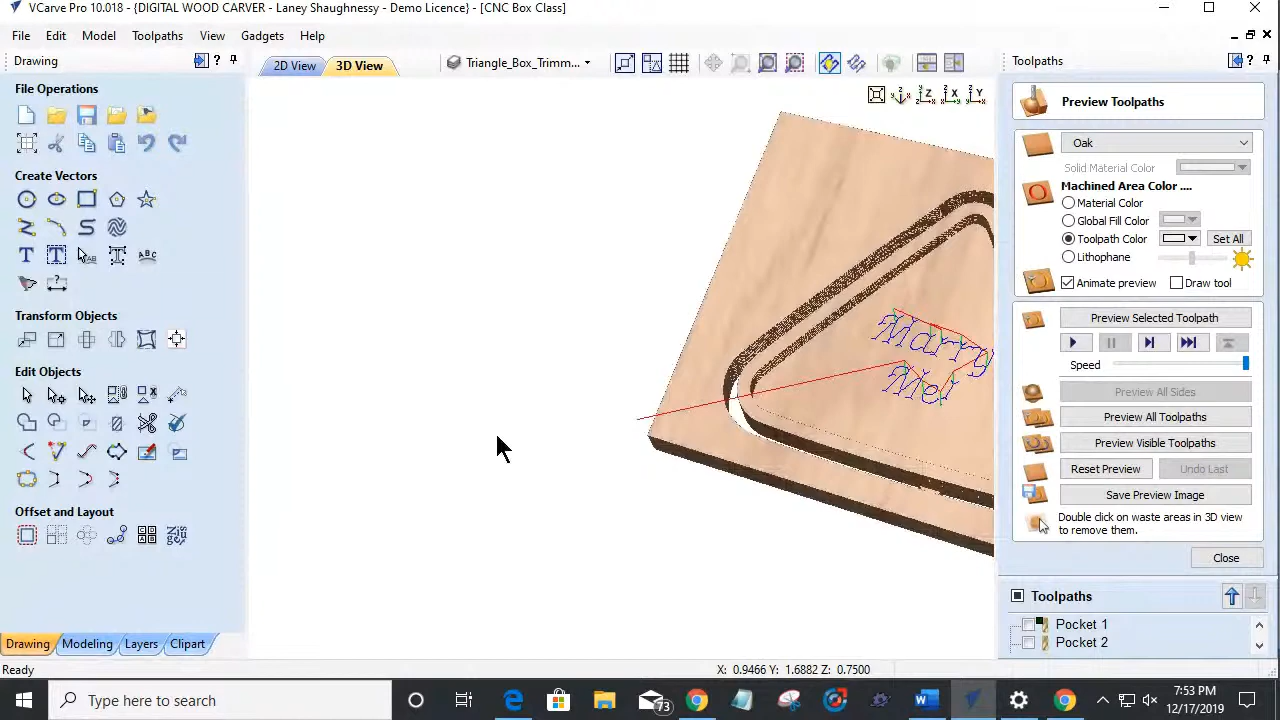 VCarve Pro 10.018 - {DIGITAL WOOD CARVER - Laney Shaughnessy - Demo Licence} - [CNC Box Class]
File Edit Model Toolpaths View Gadgets Help
Drawing
File Operations
Create Vectors
Transform Objects
Edit Objects
Offset and Layout
Drawing Modeling Layers Clipart
Ready
2D View 3D View
Triangle_Box_Trimm...
Z X Y
Marry
Me!
X: 0.9466 Y: 1.6882 Z: 0.7500
Toolpaths
Preview Toolpaths
Oak
Solid Material Color
Machined Area Color ....
Material Color
Global Fill Color
Toolpath Color Set All
Lithophane
Animate preview Draw tool
Preview Selected Toolpath
Speed
Preview All Sides
Preview All Toolpaths
Preview Visible Toolpaths
Reset Preview Undo Last
Save Preview Image
Double click on waste areas in 3D view
to remove them.
Close
Toolpaths
Pocket 1
Pocket 2
Type here to search
73
7:53 PM
12/17/2019